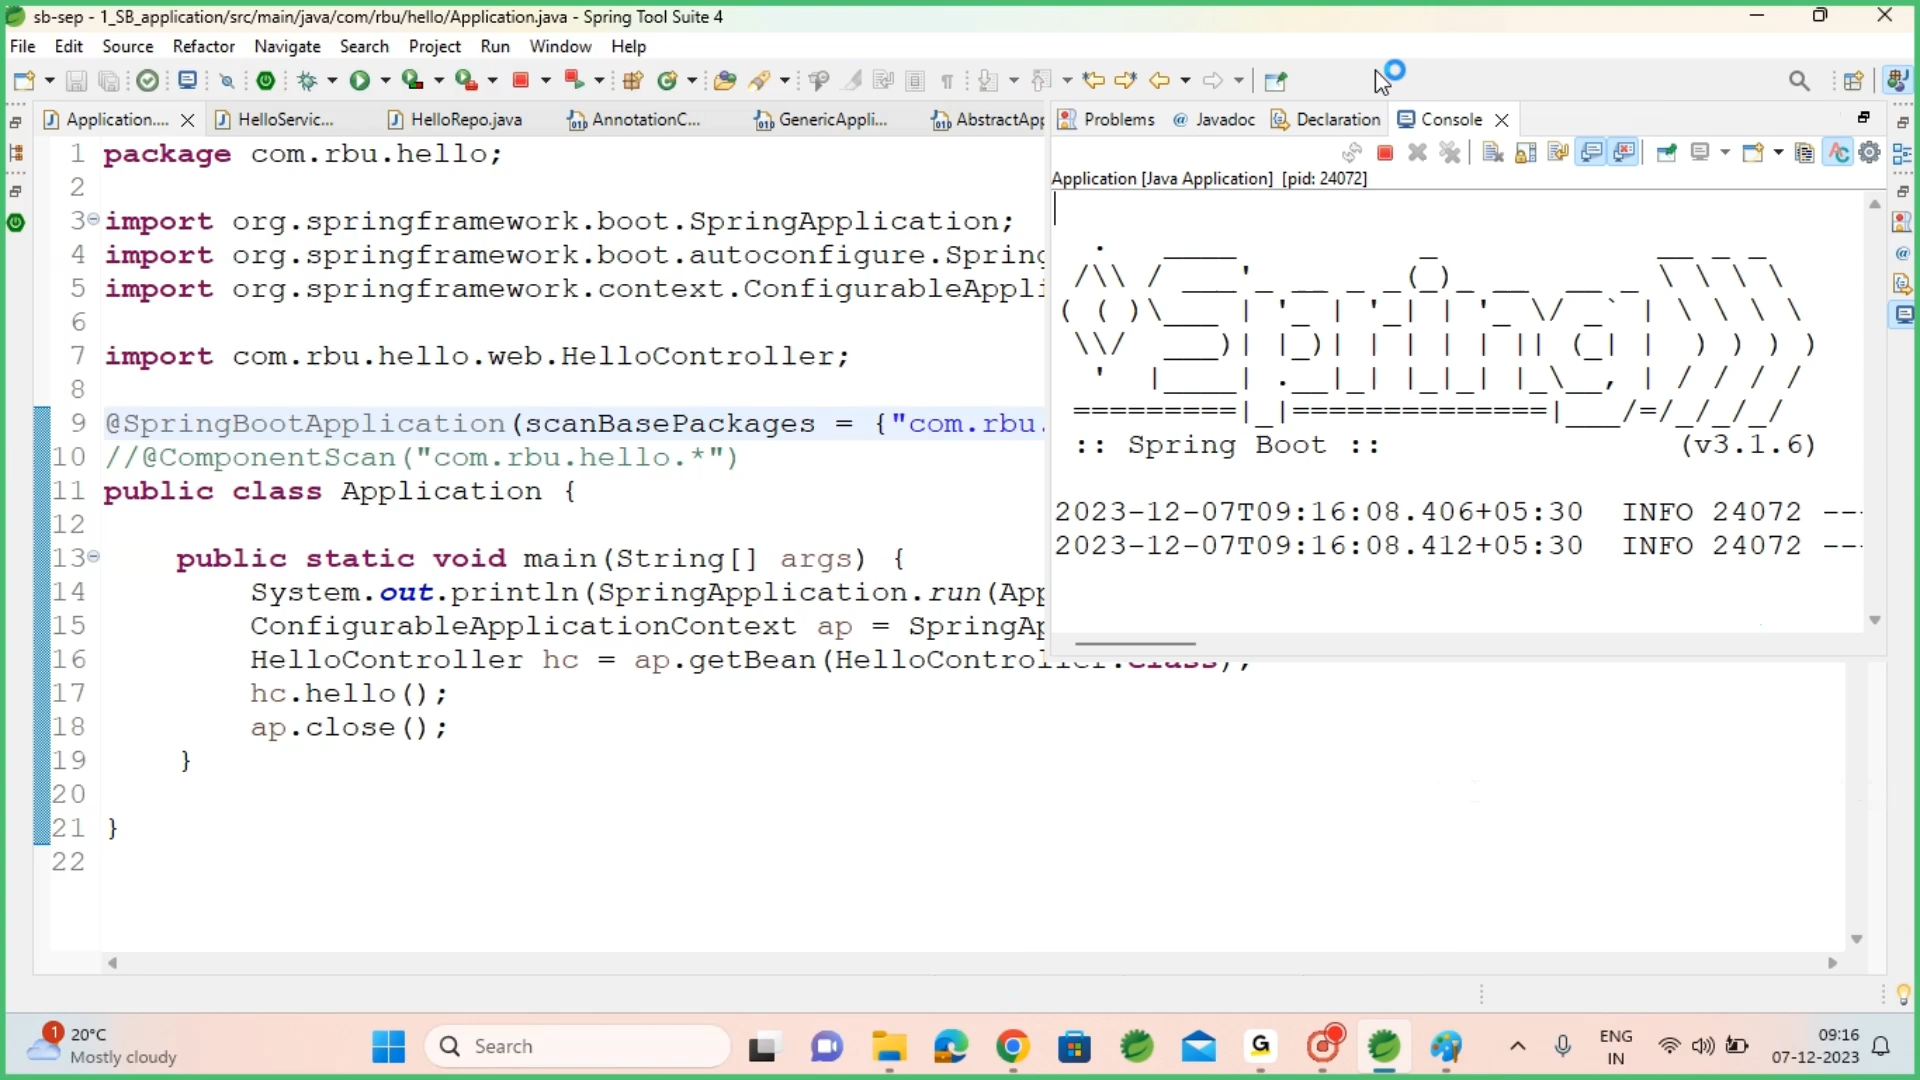 sb-sep - 1_SB_application/src/main/java/com/rbu/hello/Application.java - Spring Tool Suite 4
File Edit Source Refactor Navigate Search Project Run Window Help
Application.... HelloServic... HelloRepo.java AnnotationC... GenericAppli... AbstractApp
Problems Javadoc Declaration Console
Application [Java Application] [pid: 24072]
1 package com.rbu.hello;
2
3 import org.springframework.boot.SpringApplication;
4 import org.springframework.boot.autoconfigure.Spring
5 import org.springframework.context.ConfigurableAppli
6
7 import com.rbu.hello.web.HelloController;
8
9 @SpringBootApplication(scanBasePackages = {"com.rbu.
10 //@ComponentScan("com.rbu.hello.*")
11 public class Application {
12
13 public static void main(String[] args) {
14 System.out.println(SpringApplication.run(App
15 ConfigurableApplicationContext ap = SpringAp
16 HelloController hc = ap.getBean(HelloController.class);
17 hc.hello();
18 ap.close();
19 }
20
21 }
22
Spring
:: Spring Boot :: (v3.1.6)
2023-12-07T09:16:08.406+05:30 INFO 24072 ---
2023-12-07T09:16:08.412+05:30 INFO 24072 ---
1
20°C
Mostly cloudy
Search
ENG
IN
09:16
07-12-2023